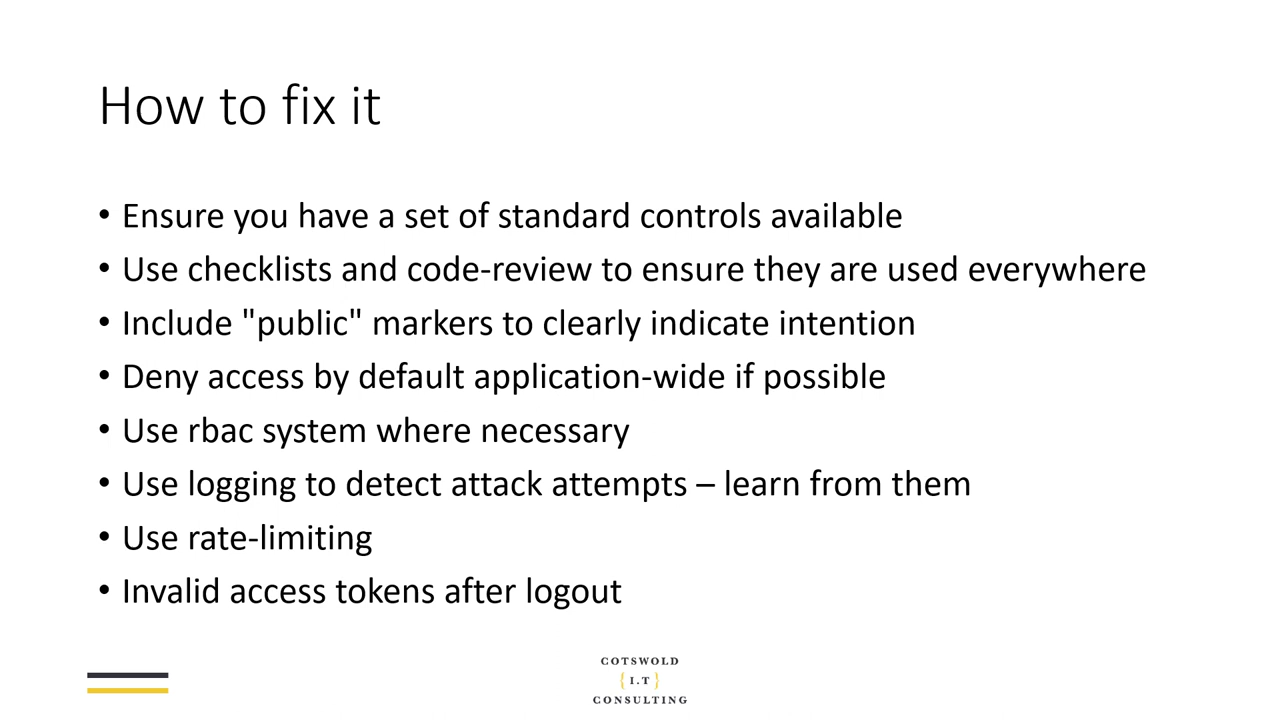 How to fix it
• Ensure you have a set of standard controls available
• Use checklists and code-review to ensure they are used everywhere
• Include "public" markers to clearly indicate intention
• Deny access by default application-wide if possible
• Use rbac system where necessary
• Use logging to detect attack attempts – learn from them
• Use rate-limiting
• Invalid access tokens after logout
COTSWOLD
{ I.T }
CONSULTING